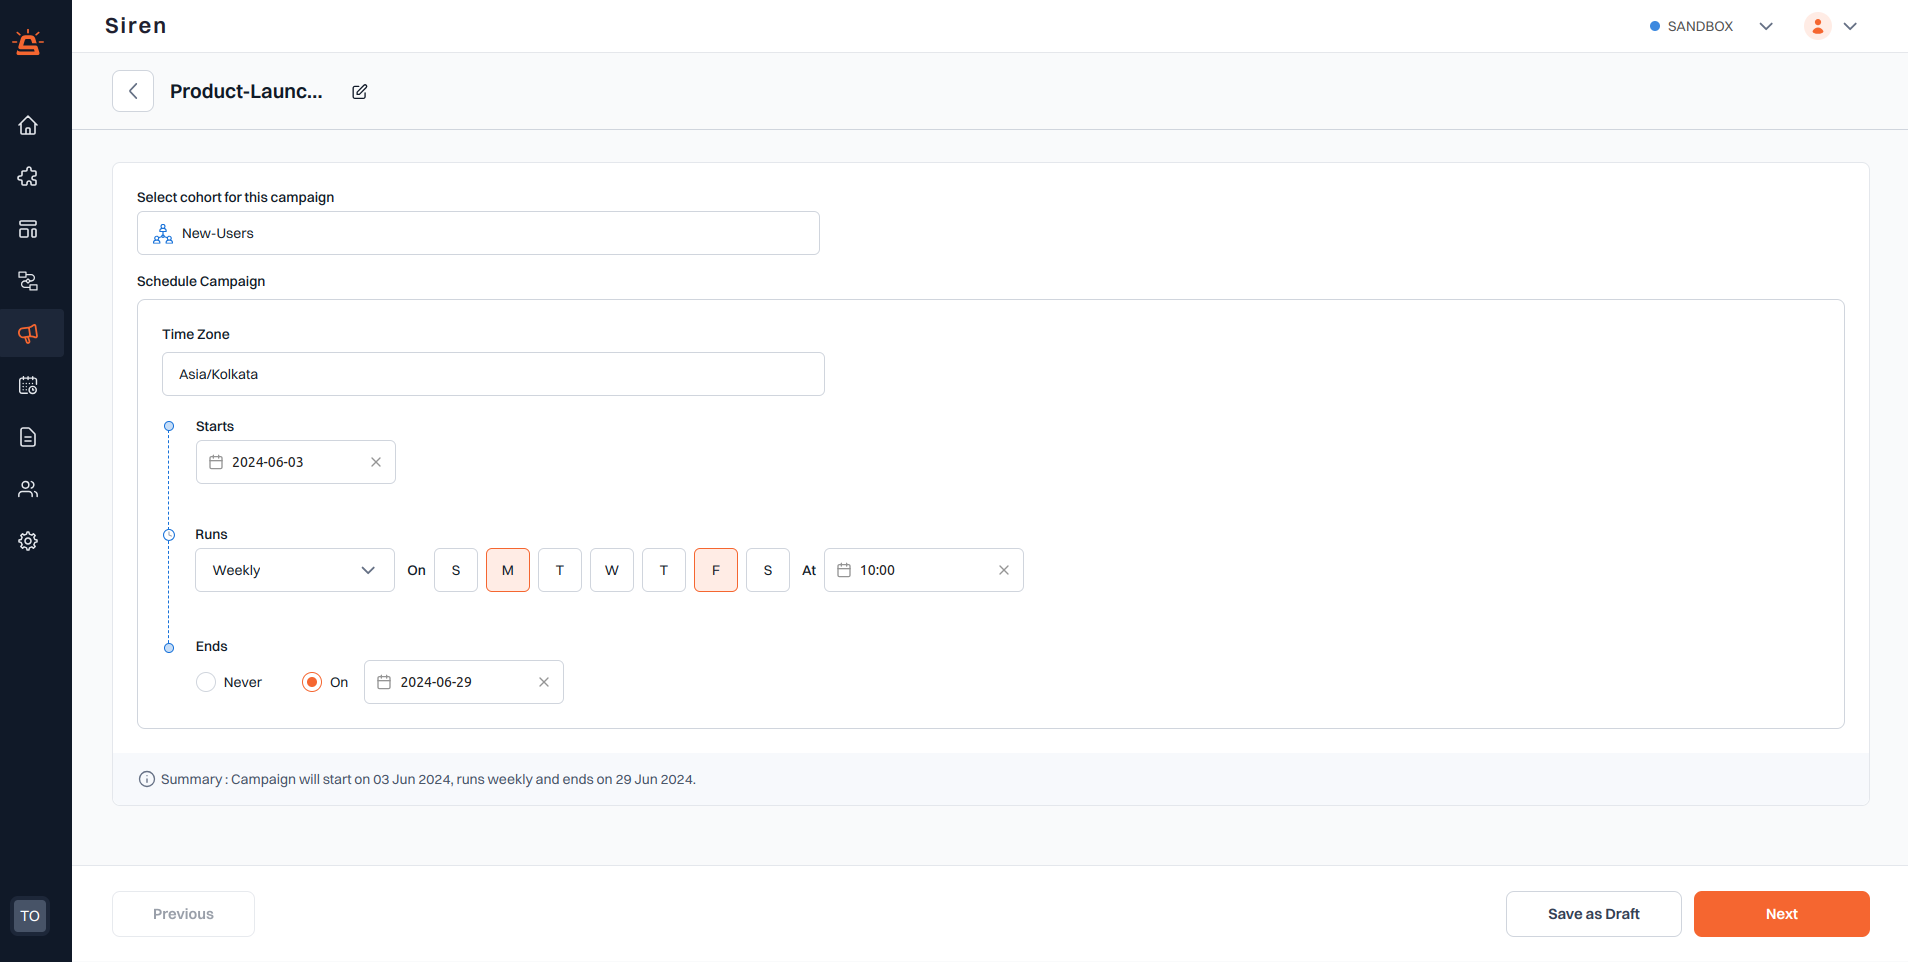 Siren
SANDBOX
Product-Launc...
Select cohort for this campaign
New-Users
Schedule Campaign
Time Zone
Asia/Kolkata
Starts
2024-06-03
Runs
Weekly On S M T W T F S At 10:00
Ends
Never On 2024-06-29
Summary : Campaign will start on 03 Jun 2024, runs weekly and ends on 29 Jun 2024.
TO
Previous Save as Draft Next